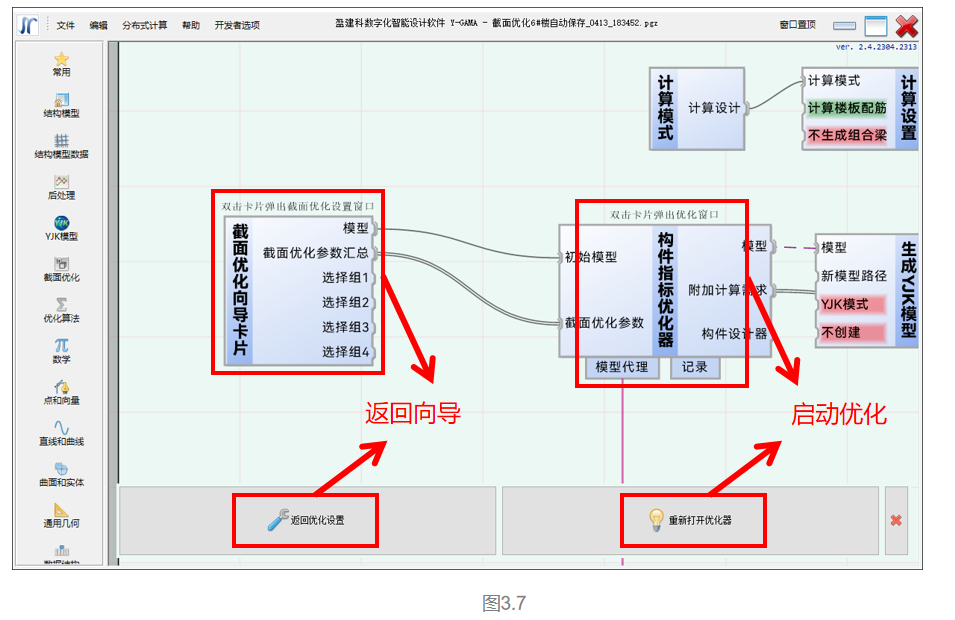 文件 编辑 分布式计算 帮助 开发者选项 盈建科数字化智能设计软件 Y-GAMA - 截面优化6#楼自动保存_0413_183452.pgz 窗口置顶
ver. 2.4.2304.2313
常用
结构模型
结构模型数据
后处理
YJK模型
截面优化
优化算法
数学
点和向量
直线和曲线
曲面和实体
通用几何
数据结构
计算模式
计算设计
计算模式
计算楼板配筋
不生成组合梁
计算设置
双击卡片弹出截面优化设置窗口
截面优化向导卡片
模型
截面优化参数汇总
选择组1
选择组2
选择组3
选择组4
双击卡片弹出优化窗口
初始模型
截面优化参数
构件指标优化器
模型
附加计算需求
构件设计器
模型代理 记录
模型
新模型路径
YJK模式
不创建
生成YJK模型
返回向导
启动优化
返回优化设置
重新打开优化器
图3.7